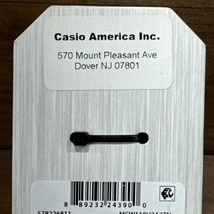 Casio America Inc.
570 Mount Pleasant Ave
Dover NJ 07801
8 89232 24390 0